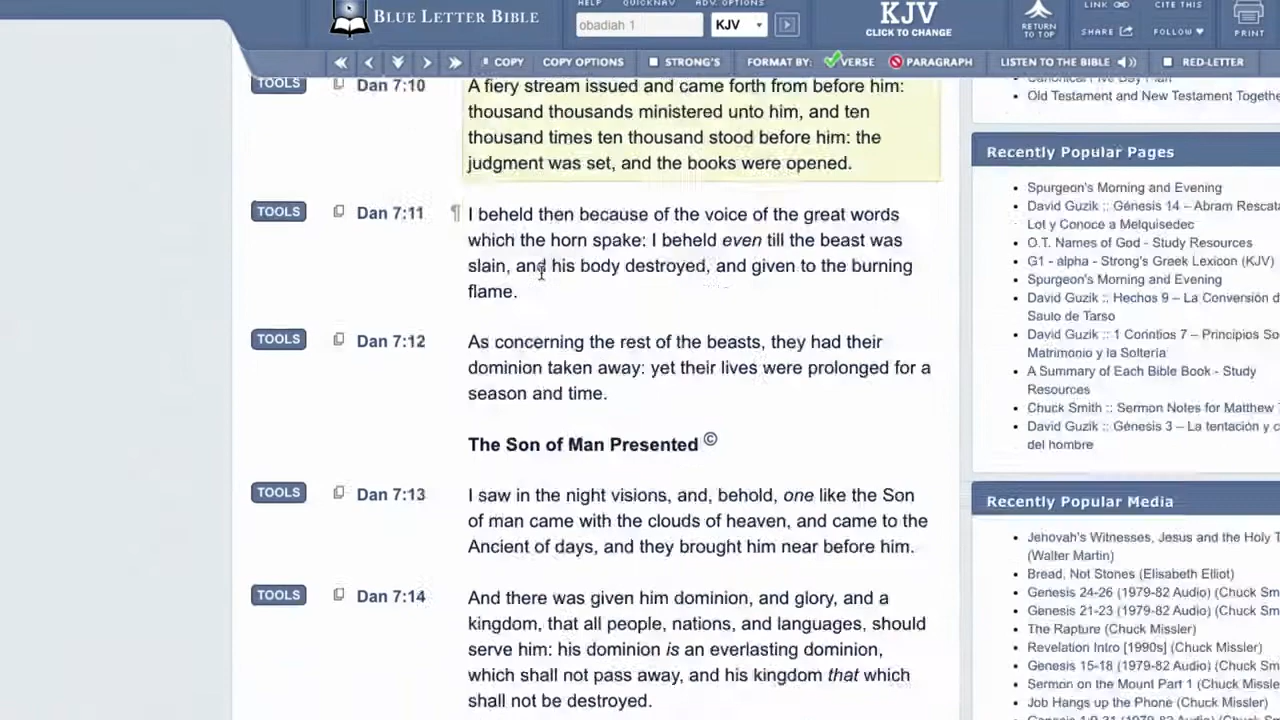 BLUE LETTER BIBLE
HELP QUICKNAV ADV. OPTIONS
obadiah 1
KJV
KJV
CLICK TO CHANGE
RETURN
TO TOP
LINK
CITE THIS
SHARE
FOLLOW
PRINT
COPY
COPY OPTIONS
STRONG'S
FORMAT BY:
VERSE
PARAGRAPH
LISTEN TO THE BIBLE
RED-LETTER
TOOLS
Dan 7:10
A fiery stream issued and came forth from before him:
thousand thousands ministered unto him, and ten
thousand times ten thousand stood before him: the
judgment was set, and the books were opened.
TOOLS
Dan 7:11
¶ I beheld then because of the voice of the great words
which the horn spake: I beheld even till the beast was
slain, and his body destroyed, and given to the burning
flame.
TOOLS
Dan 7:12
As concerning the rest of the beasts, they had their
dominion taken away: yet their lives were prolonged for a
season and time.
The Son of Man Presented ©
TOOLS
Dan 7:13
I saw in the night visions, and, behold, one like the Son
of man came with the clouds of heaven, and came to the
Ancient of days, and they brought him near before him.
TOOLS
Dan 7:14
And there was given him dominion, and glory, and a
kingdom, that all people, nations, and languages, should
serve him: his dominion is an everlasting dominion,
which shall not pass away, and his kingdom that which
shall not be destroyed.
Old Testament and New Testament Togethe
Recently Popular Pages
Spurgeon's Morning and Evening
David Guzik :: Génesis 14 – Abram Rescata
Lot y Conoce a Melquisedec
O.T. Names of God - Study Resources
G1 - alpha - Strong's Greek Lexicon (KJV)
Spurgeon's Morning and Evening
David Guzik :: Hechos 9 – La Conversión d
Saulo de Tarso
David Guzik :: 1 Corintios 7 – Principios So
Matrimonio y la Soltería
A Summary of Each Bible Book - Study
Resources
Chuck Smith :: Sermon Notes for Matthew
David Guzik :: Génesis 3 – La tentación y c
del hombre
Recently Popular Media
Jehovah's Witnesses, Jesus and the Holy T
(Walter Martin)
Bread, Not Stones (Elisabeth Elliot)
Genesis 24-26 (1979-82 Audio) (Chuck Sm
Genesis 21-23 (1979-82 Audio) (Chuck Sm
The Rapture (Chuck Missler)
Revelation Intro [1990s] (Chuck Missler)
Genesis 15-18 (1979-82 Audio) (Chuck Sm
Sermon on the Mount Part 1 (Chuck Missle
Job Hangs up the Phone (Chuck Missler)